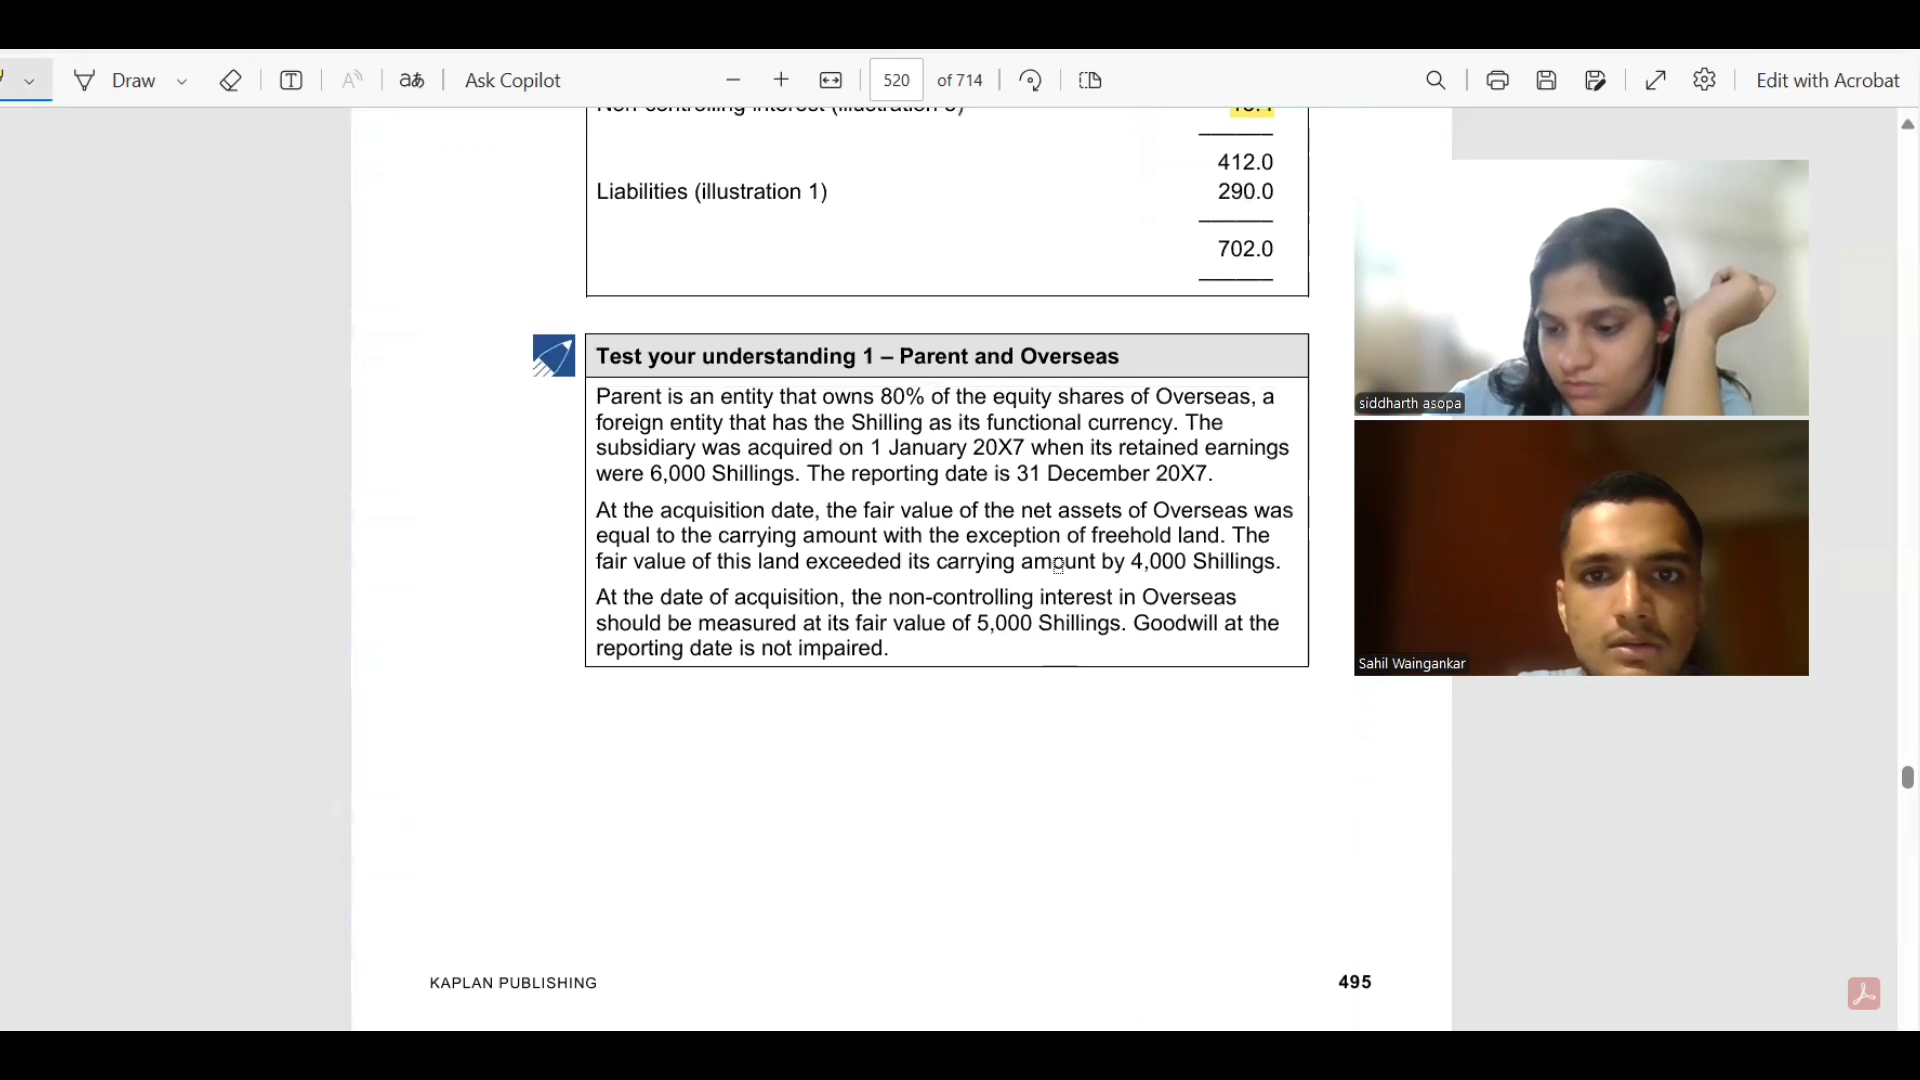 Draw
aあ
Ask Copilot
520
of 714
Edit with Acrobat
Non-controlling interest (illustration
412.0
Liabilities (illustration 1)
290.0
702.0
Test your understanding 1 – Parent and Overseas
Parent is an entity that owns 80% of the equity shares of Overseas, a
foreign entity that has the Shilling as its functional currency. The
subsidiary was acquired on 1 January 20X7 when its retained earnings
were 6,000 Shillings. The reporting date is 31 December 20X7.
At the acquisition date, the fair value of the net assets of Overseas was
equal to the carrying amount with the exception of freehold land. The
fair value of this land exceeded its carrying amount by 4,000 Shillings.
At the date of acquisition, the non-controlling interest in Overseas
should be measured at its fair value of 5,000 Shillings. Goodwill at the
reporting date is not impaired.
siddharth asopa
Sahil Waingankar
KAPLAN PUBLISHING
495